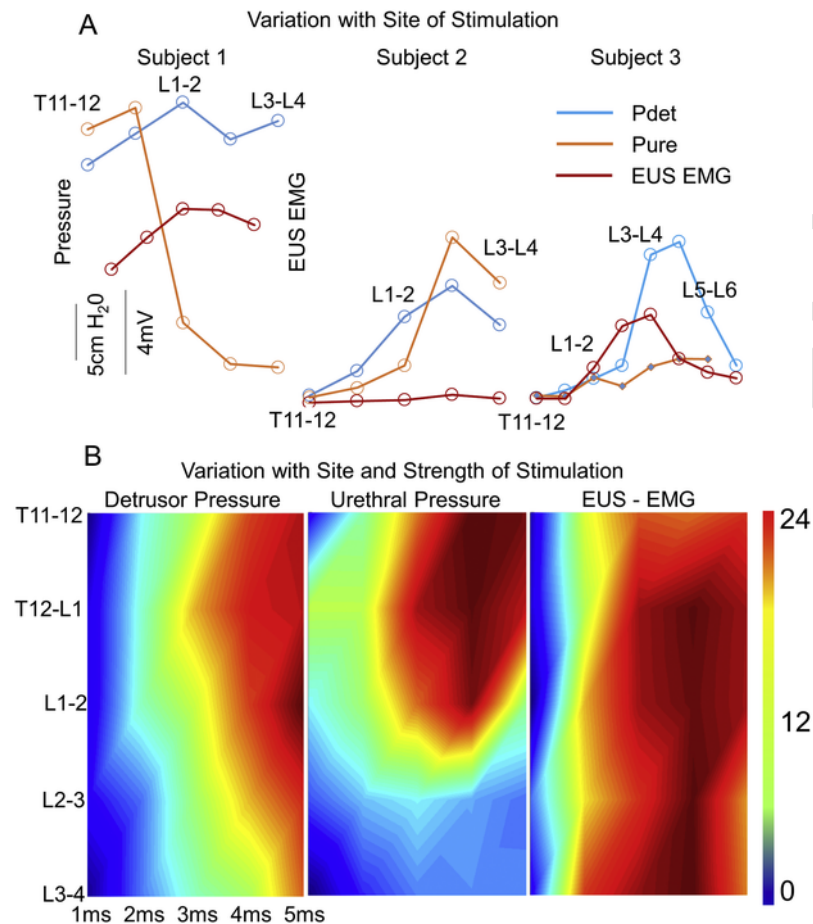 A
Variation with Site of Stimulation
Subject 1
Subject 2
Subject 3
T11-12
L1-2
L3-L4
Pdet
Pure
EUS EMG
Pressure
EUS EMG
5cm H₂0
4mV
L1-2
L3-L4
T11-12
L3-L4
L5-L6
L1-2
T11-12
B
Variation with Site and Strength of Stimulation
Detrusor Pressure
Urethral Pressure
EUS - EMG
T11-12
T12-L1
L1-2
L2-3
L3-4
1ms 2ms 3ms 4ms 5ms
24
12
0